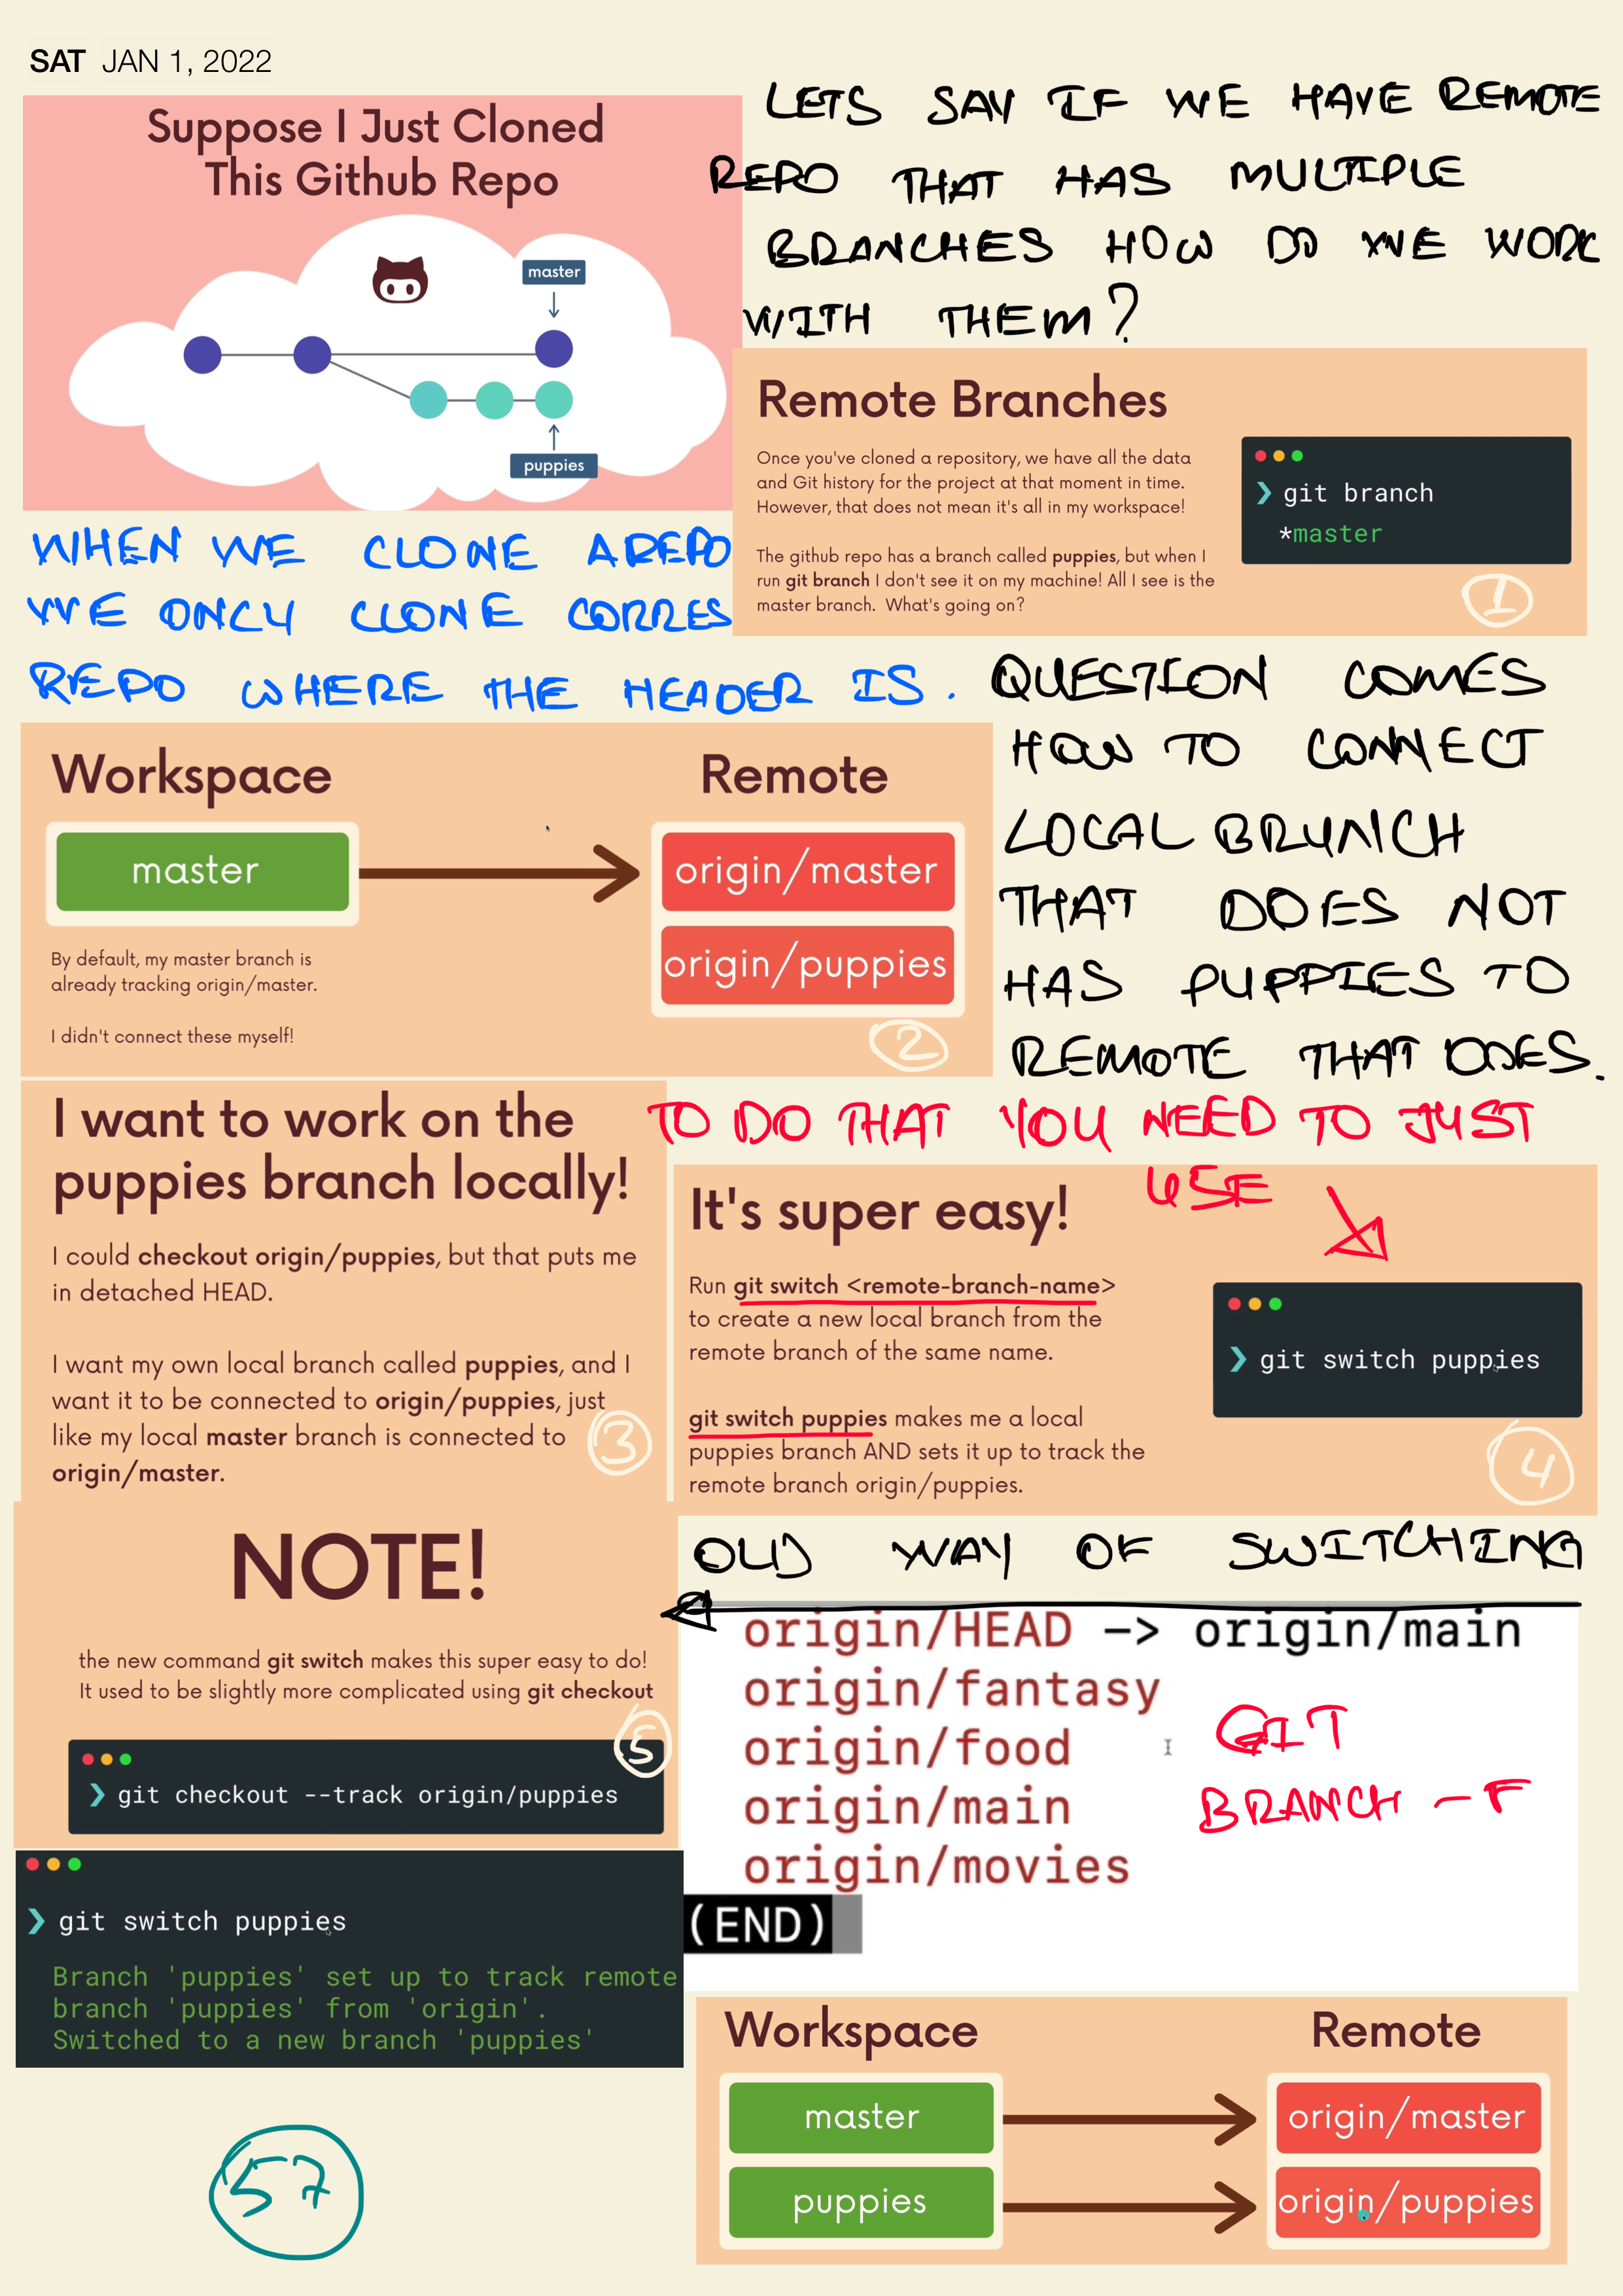 SAT JAN 1, 2022
Suppose I Just Cloned
This Github Repo
master
puppies
LETS SAY IF WE HAVE REMOTE
REPO THAT HAS MULTIPLE
BRANCHES HOW DO WE WORK
WITH THEM?
Remote Branches
Once you've cloned a repository, we have all the data
and Git history for the project at that moment in time.
However, that does not mean it's all in my workspace!
The github repo has a branch called puppies, but when I
run git branch I don't see it on my machine! All I see is the
master branch. What's going on?
❯ git branch
*master
1
WHEN WE CLONE A REPO
WE ONLY CLONE CORRES
REPO WHERE THE HEADER IS.
QUESTION COMES
HOW TO CONNECT
LOCAL BRUNCH
THAT DOES NOT
HAS PUPPIES TO
REMOTE THAT DOES.
Workspace
Remote
master
origin/master
origin/puppies
By default, my master branch is
already tracking origin/master.
I didn't connect these myself!
2
I want to work on the
puppies branch locally!
I could checkout origin/puppies, but that puts me
in detached HEAD.
I want my own local branch called puppies, and I
want it to be connected to origin/puppies, just
like my local master branch is connected to
origin/master.
3
TO DO THAT YOU NEED TO JUST
USE
It's super easy!
Run git switch <remote-branch-name>
to create a new local branch from the
remote branch of the same name.
git switch puppies makes me a local
puppies branch AND sets it up to track the
remote branch origin/puppies.
❯ git switch puppies
4
NOTE!
the new command git switch makes this super easy to do!
It used to be slightly more complicated using git checkout
5
❯ git checkout --track origin/puppies
OLD WAY OF SWITCHING
origin/HEAD -> origin/main
origin/fantasy
origin/food
origin/main
origin/movies
(END)
GIT
BRANCH -F
❯ git switch puppies
Branch 'puppies' set up to track remote
branch 'puppies' from 'origin'.
Switched to a new branch 'puppies'
Workspace
Remote
master
origin/master
puppies
origin/puppies
57